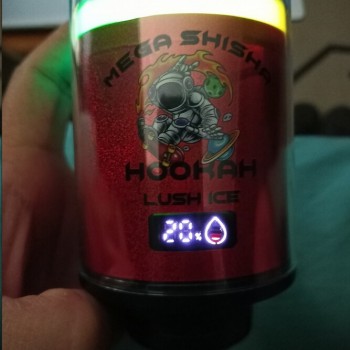 MEGA SHISHA
HOOKAH
LUSH ICE
20%